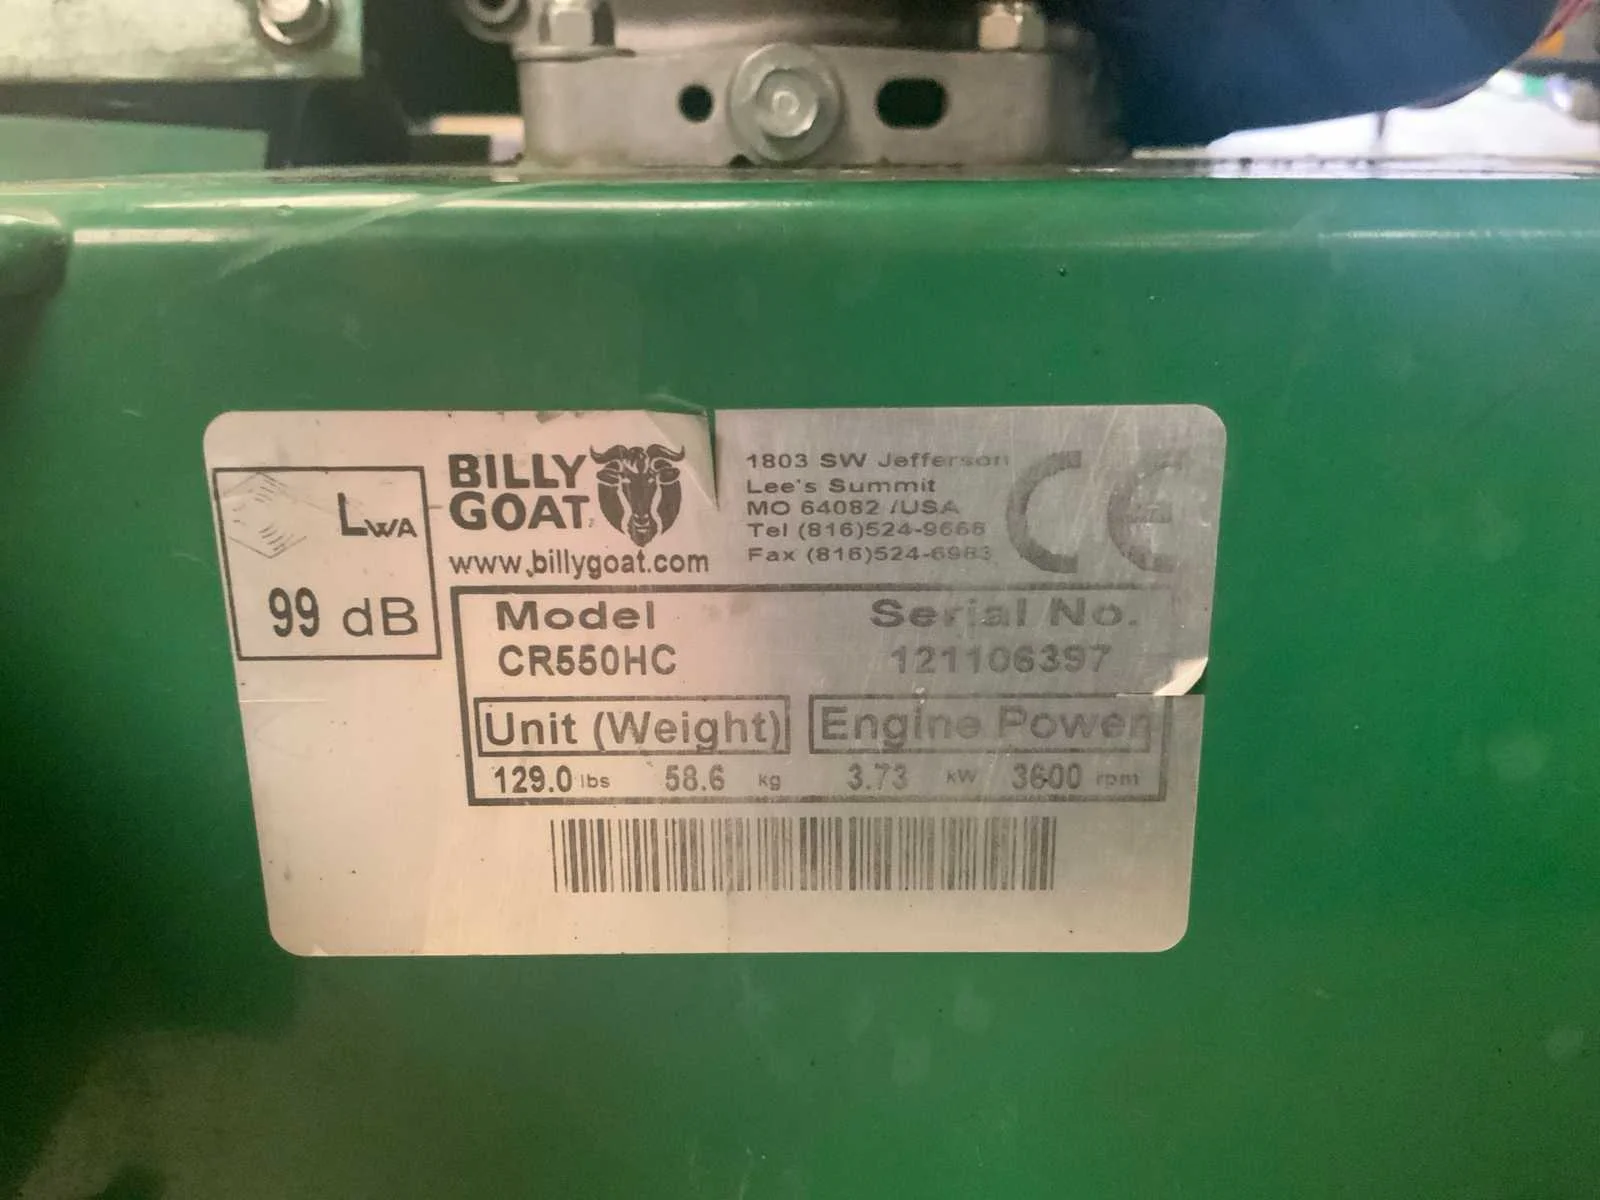 LWA
99 dB
BILLY
GOAT
www.billygoat.com
1803 SW Jefferson
Lee's Summit
MO 64082 /USA
Tel (816)524-9666
Fax (816)524-6983
CE
Model
CR550HC
Serial No.
121106397
Unit (Weight)
129.0 lbs 58.6 kg
Engine Power
3.73 kW 3600 rpm